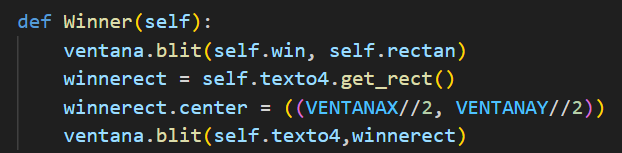 def Winner(self):
    ventana.blit(self.win, self.rectan)
    winnerect = self.texto4.get_rect()
    winnerect.center = ((VENTANAX//2, VENTANAY//2))
    ventana.blit(self.texto4,winnerect)